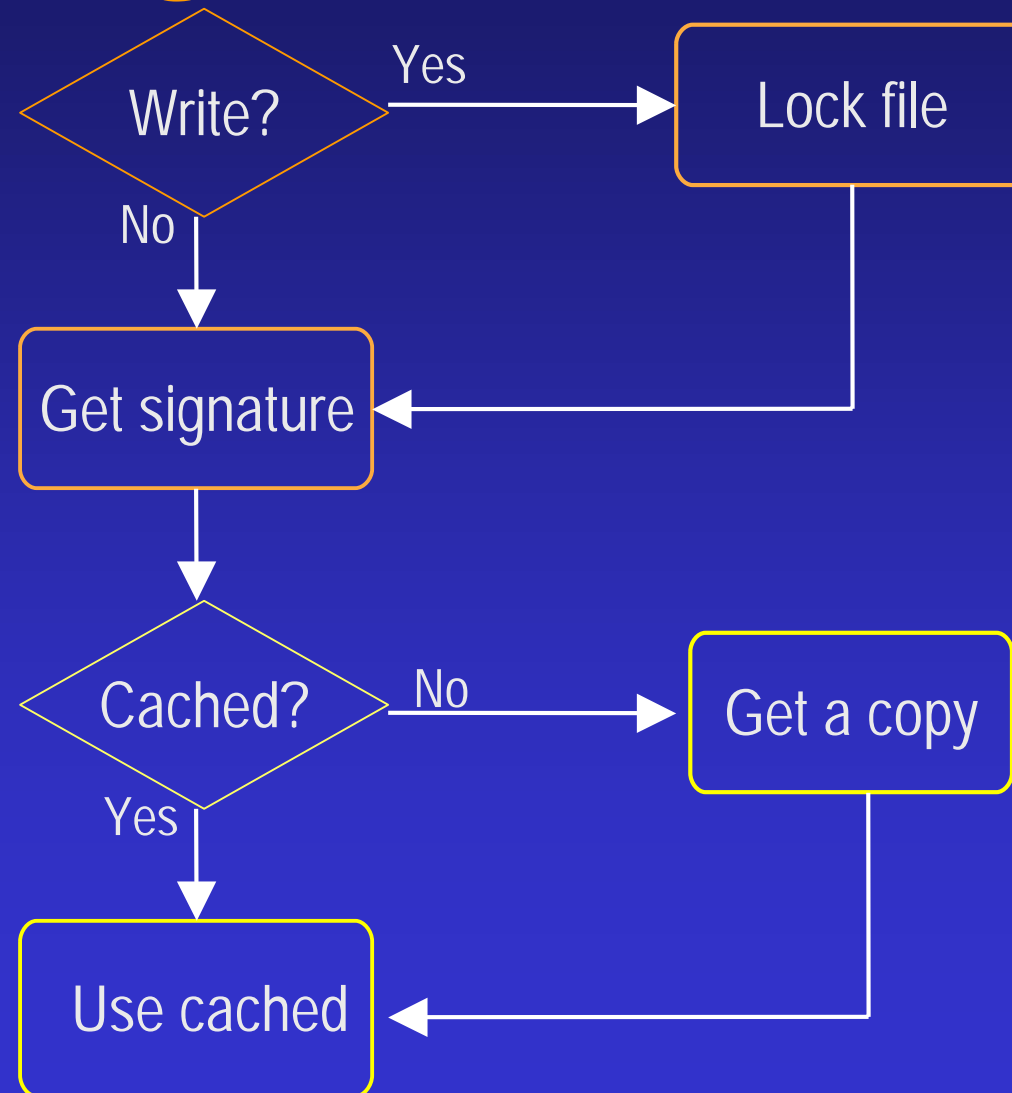 Yes
Write?
Lock file
No
Get signature
Cached?
No
Get a copy
Yes
Use cached